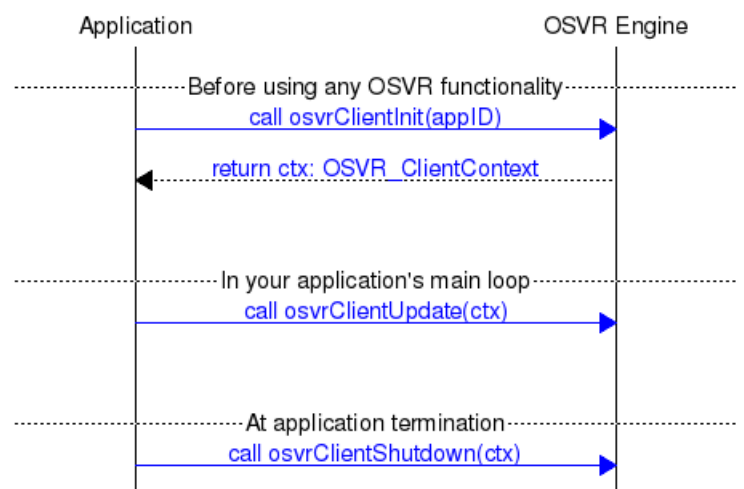 Application
OSVR Engine
Before using any OSVR functionality
call osvrClientInit(appID)
return ctx: OSVR_ClientContext
In your application's main loop
call osvrClientUpdate(ctx)
At application termination
call osvrClientShutdown(ctx)